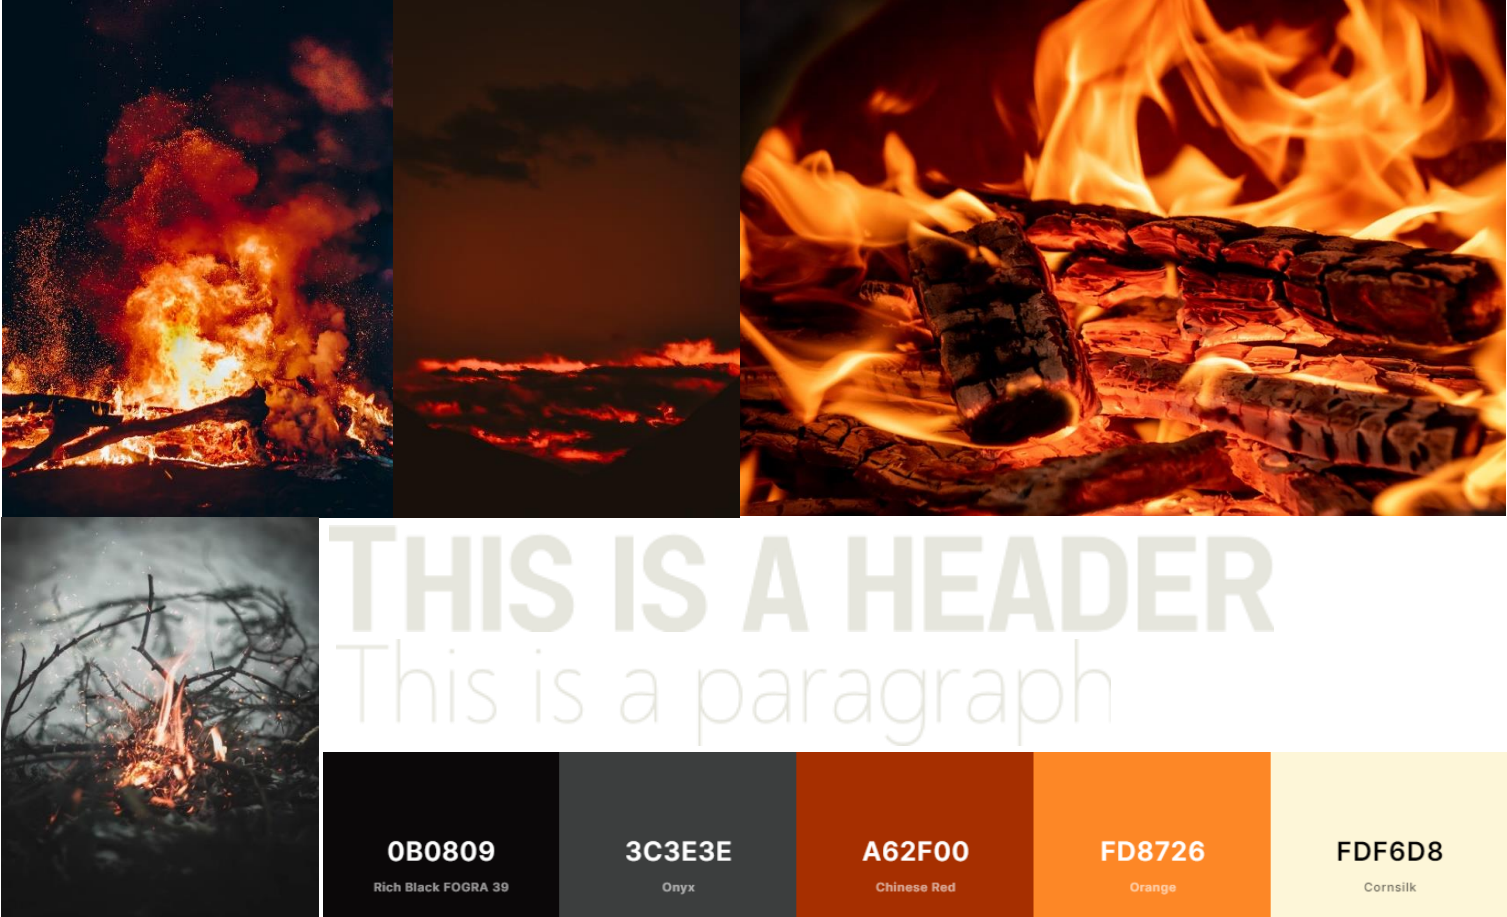 THIS IS A HEADER
This is a paragraph
0B0809
Rich Black FOGRA 39
3C3E3E
Onyx
A62F00
Chinese Red
FD8726
Orange
FDF6D8
Cornsilk